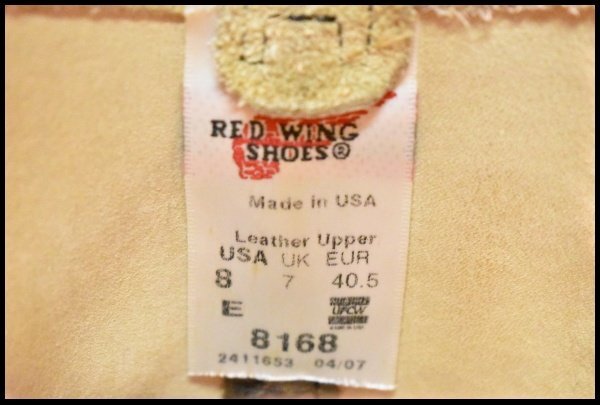 RED WING
SHOES®
Made in USA
Leather Upper
USA UK EUR
8 7 40.5
E
UFCW
8168
2411653 04/07